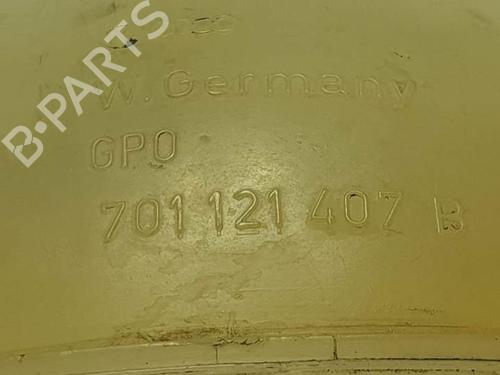 B-PARTS
W. Germany
GPO
701 121 407 B